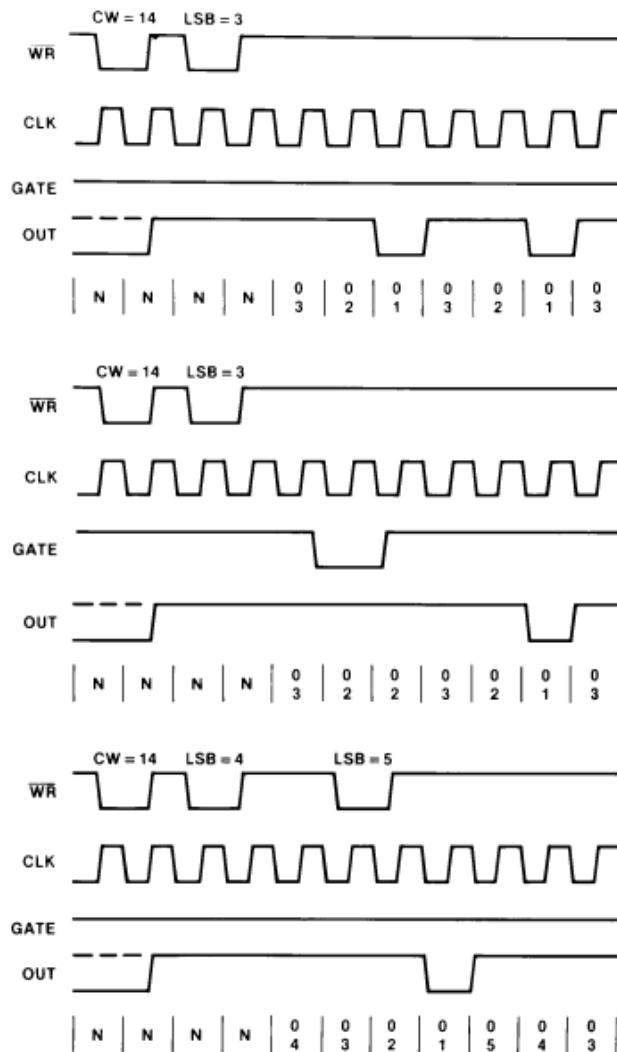 CW = 14 LSB = 3
WR
CLK
GATE
OUT
N N N N 0 0 0 0 0 0 0
3 2 1 3 2 1 3
CW = 14 LSB = 3
WR
CLK
GATE
OUT
N N N N 0 0 0 0 0 0 0
3 2 2 3 2 1 3
CW = 14 LSB = 4 LSB = 5
WR
CLK
GATE
OUT
N N N N 0 0 0 0 0 0 0
4 3 2 1 5 4 3